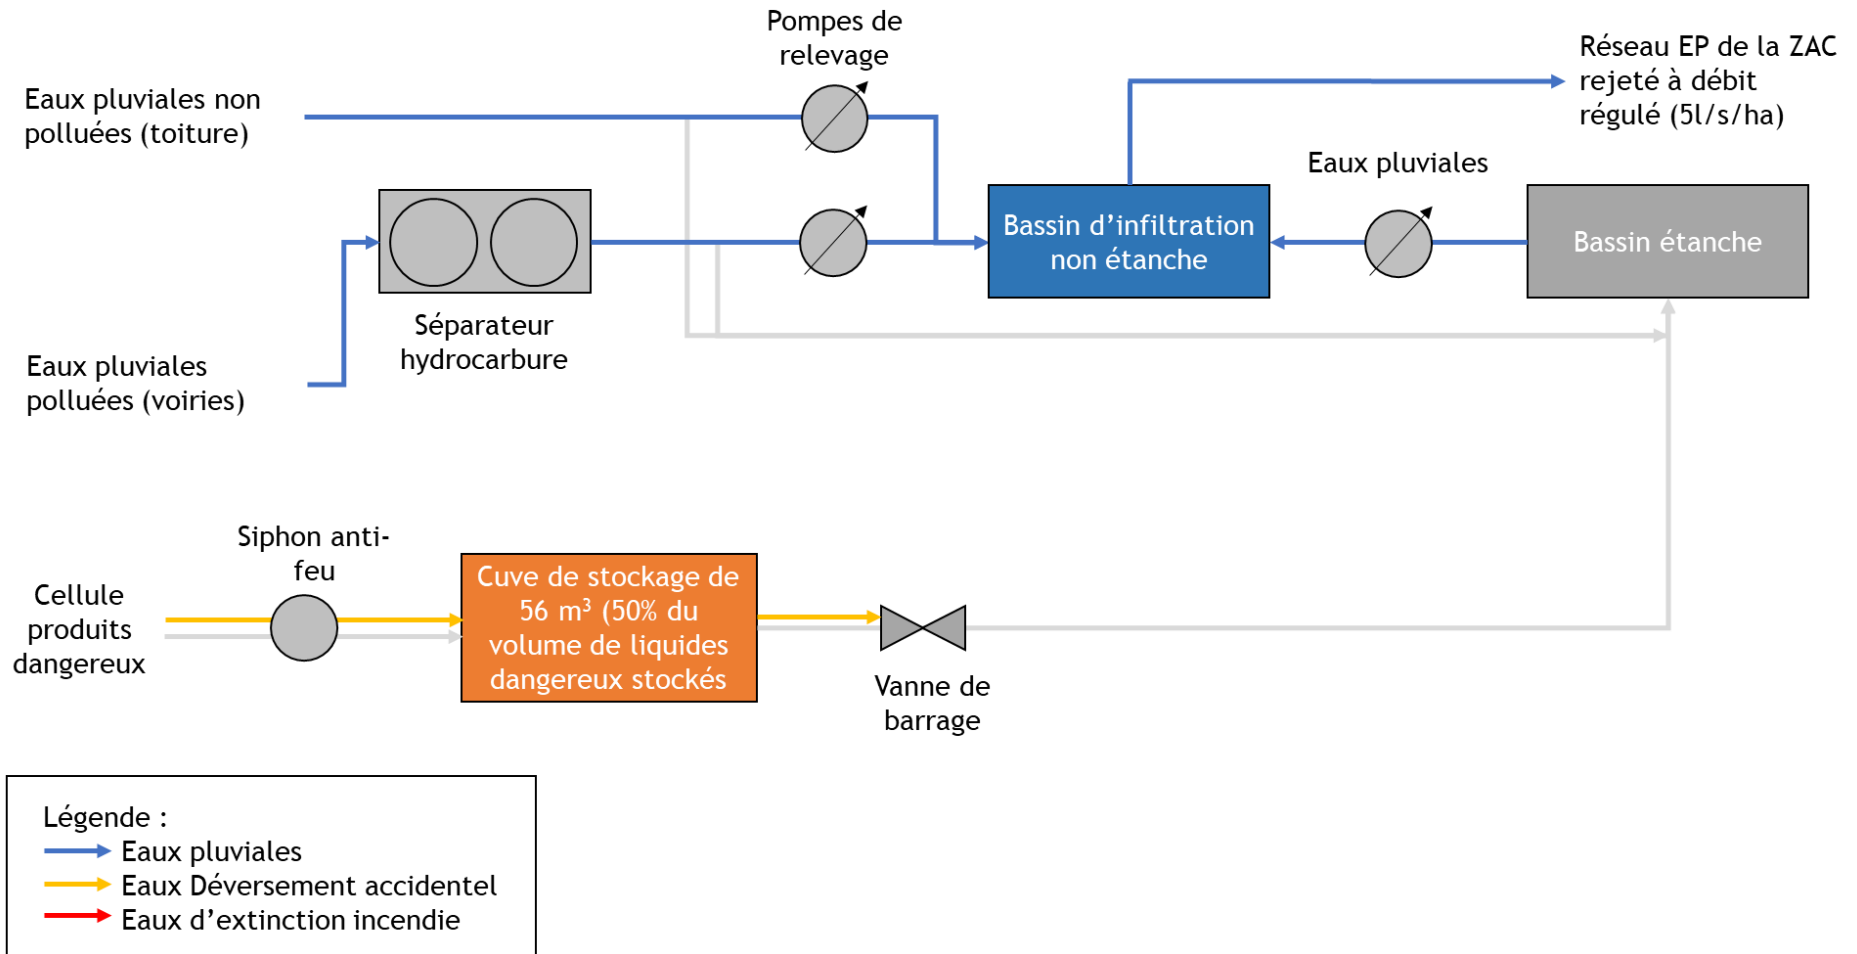 Pompes de
relevage
Réseau EP de la ZAC
rejeté à débit
régulé (5l/s/ha)
Eaux pluviales non
polluées (toiture)
Eaux pluviales
Bassin d’infiltration
non étanche
Bassin étanche
Séparateur
hydrocarbure
Eaux pluviales
polluées (voiries)
Siphon anti-
feu
Cellule
produits
dangereux
Cuve de stockage de
56 m³ (50% du
volume de liquides
dangereux stockés
Vanne de
barrage
Légende :
Eaux pluviales
Eaux Déversement accidentel
Eaux d’extinction incendie